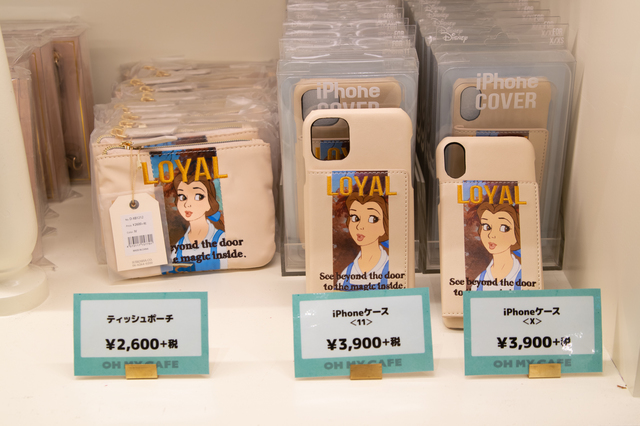 Disney
iPhone
COVER
iPhone
COVER
LOYAL
See beyond the door
to the magic inside.
LOYAL
See beyond the door
to the magic inside.
LOYAL
beyond the door
magic inside.
ティッシュポーチ
¥2,600+税
OH MY CAFE
iPhoneケース
<11>
¥3,900+税
OH MY CAFE
iPhoneケース
<X>
¥3,900+税
OH MY CAFE